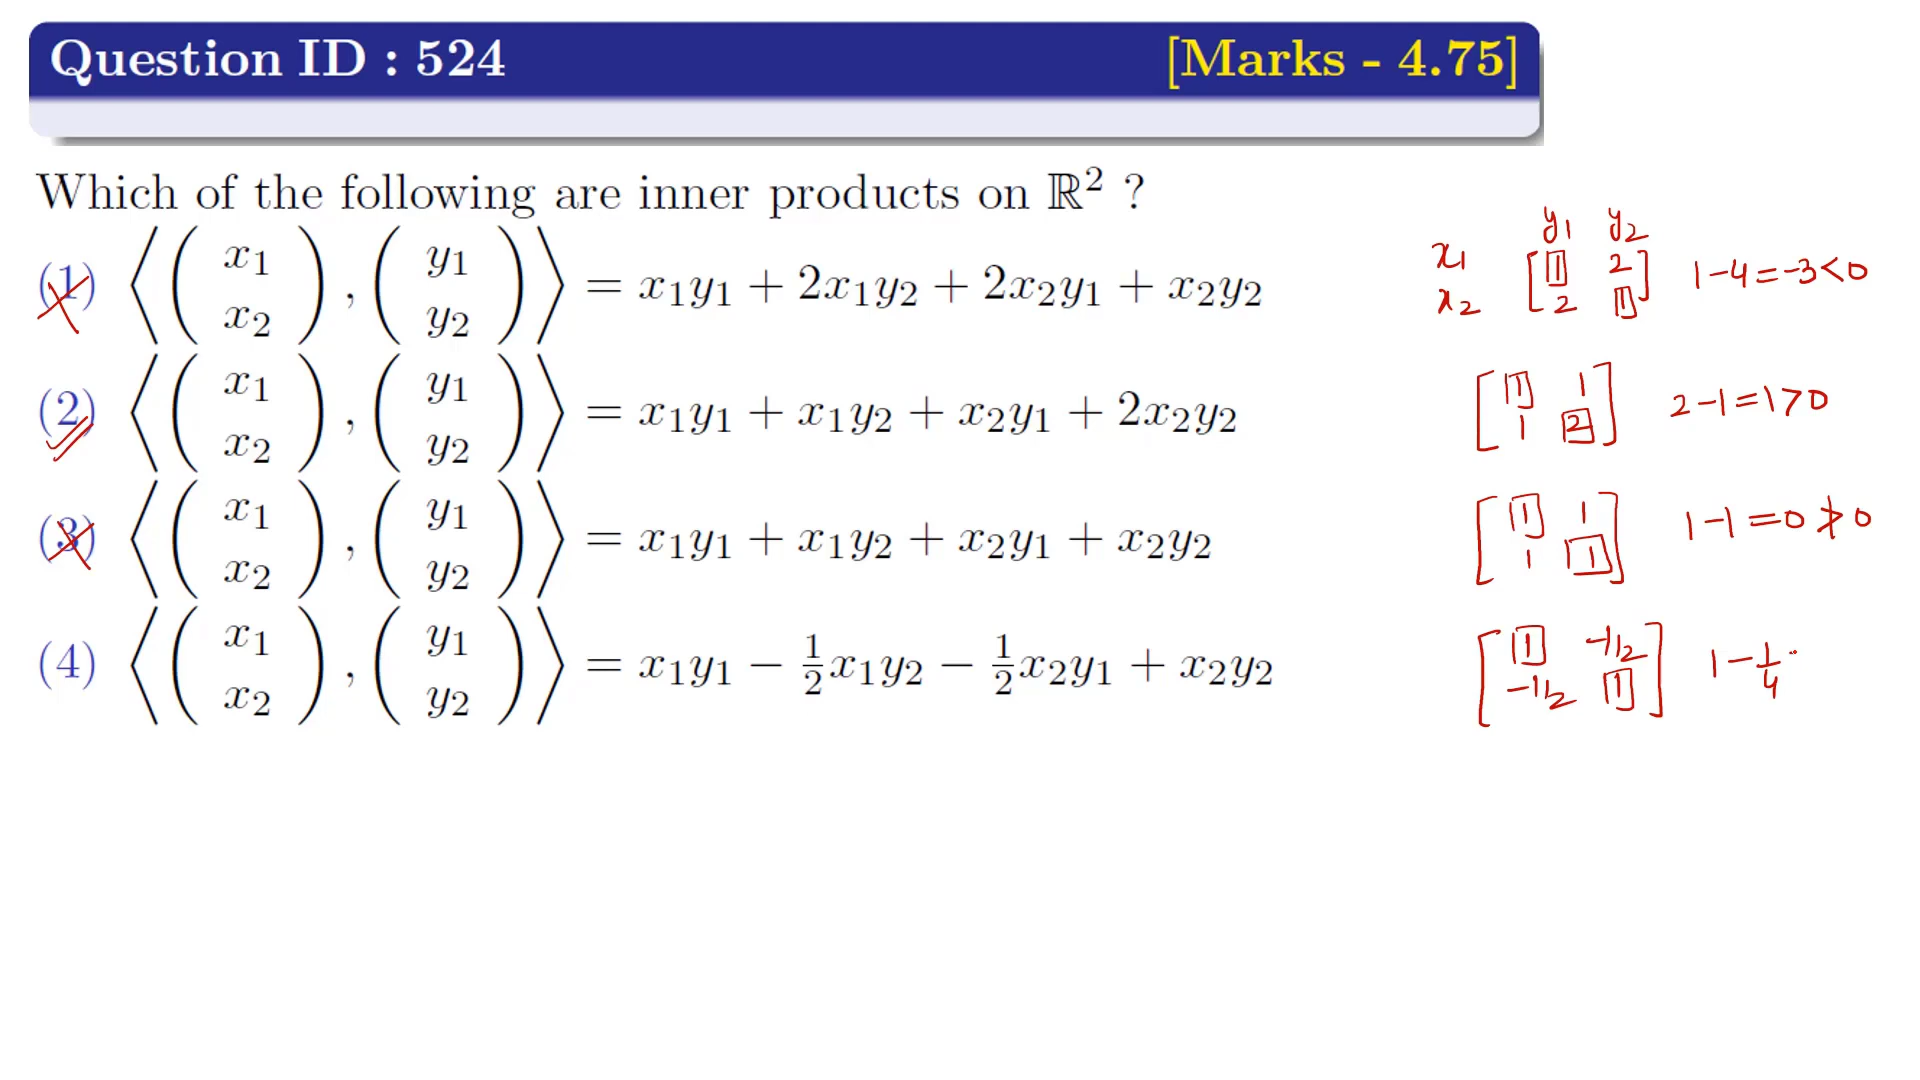 Question ID : 524 [Marks - 4.75]
Which of the following are inner products on ℝ² ?
(1) ⟨(x₁ x₂), (y₁ y₂)⟩ = x₁y₁ + 2x₁y₂ + 2x₂y₁ + x₂y₂
y₁ y₂
x₁ [1 2
x₂ 2 1] 1-4=-3<0
(2) ⟨(x₁ x₂), (y₁ y₂)⟩ = x₁y₁ + x₁y₂ + x₂y₁ + 2x₂y₂
[1 1
1 2] 2-1=1>0
(3) ⟨(x₁ x₂), (y₁ y₂)⟩ = x₁y₁ + x₁y₂ + x₂y₁ + x₂y₂
[1 1
1 1] 1-1=0≯0
(4) ⟨(x₁ x₂), (y₁ y₂)⟩ = x₁y₁ − ½x₁y₂ − ½x₂y₁ + x₂y₂
[1 -1/2
-1/2 1] 1-1/4